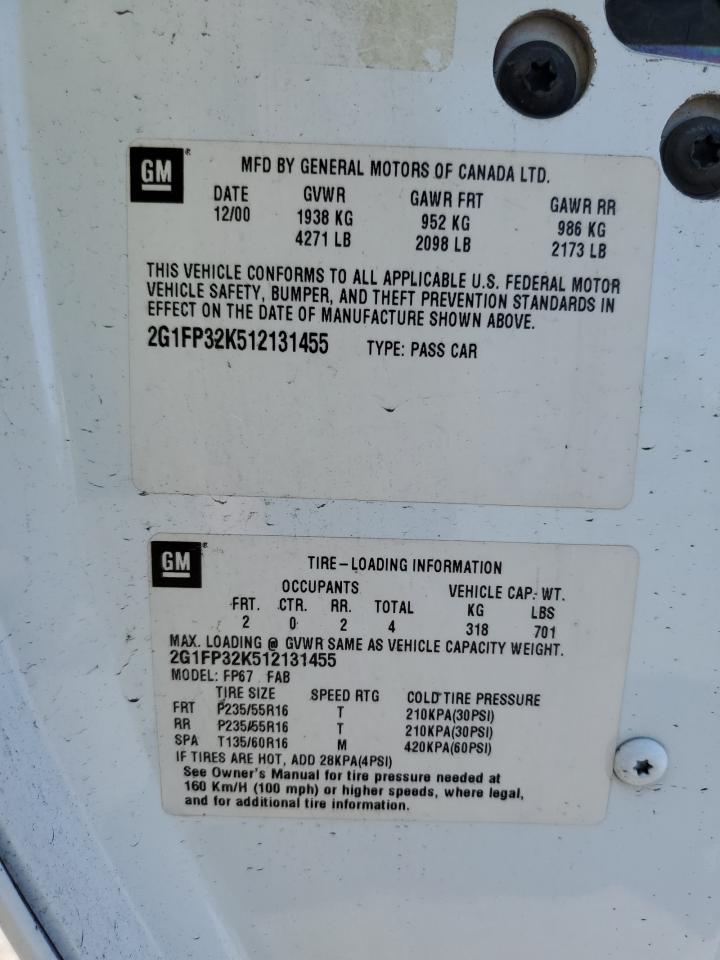 GM
MFD BY GENERAL MOTORS OF CANADA LTD.
DATE GVWR GAWR FRT GAWR RR
12/00 1938 KG 952 KG 986 KG
4271 LB 2098 LB 2173 LB
THIS VEHICLE CONFORMS TO ALL APPLICABLE U.S. FEDERAL MOTOR
VEHICLE SAFETY, BUMPER, AND THEFT PREVENTION STANDARDS IN
EFFECT ON THE DATE OF MANUFACTURE SHOWN ABOVE.
2G1FP32K512131455 TYPE: PASS CAR
GM
TIRE-LOADING INFORMATION
OCCUPANTS VEHICLE CAP. WT.
FRT. CTR. RR. TOTAL KG LBS
2 0 2 4 318 701
MAX. LOADING @ GVWR SAME AS VEHICLE CAPACITY WEIGHT.
2G1FP32K512131455
MODEL: FP67 FAB
TIRE SIZE SPEED RTG COLD TIRE PRESSURE
FRT P235/55R16 T 210KPA(30PSI)
RR P235/55R16 T 210KPA(30PSI)
SPA T135/60R16 M 420KPA(60PSI)
IF TIRES ARE HOT, ADD 28KPA(4PSI)
See Owner's Manual for tire pressure needed at
160 Km/H (100 mph) or higher speeds, where legal,
and for additional tire information.